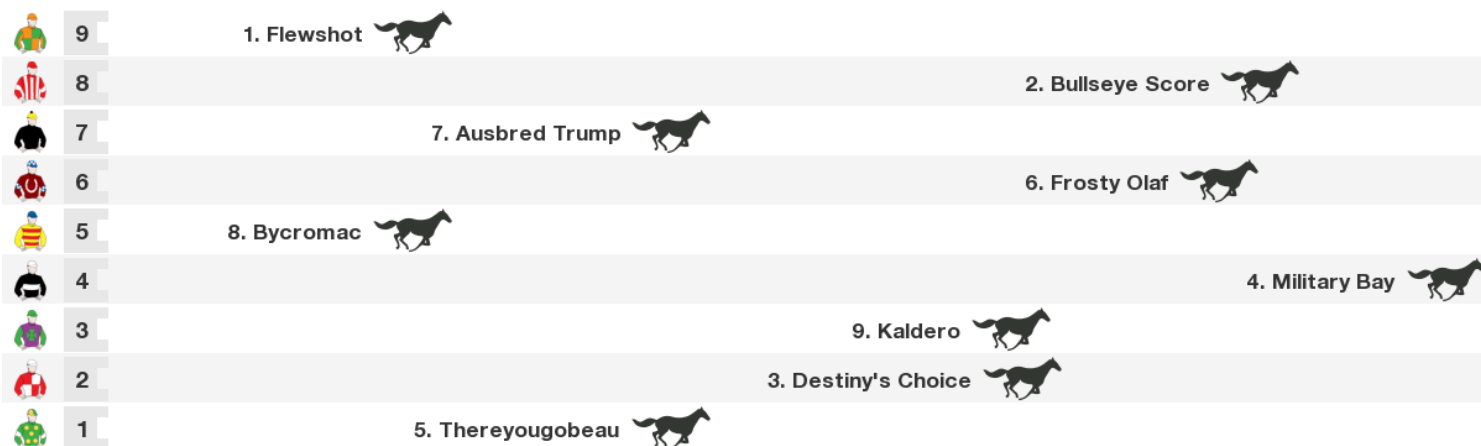 9 1. Flewshot
8 2. Bullseye Score
7 7. Ausbred Trump
6 6. Frosty Olaf
5 8. Bycromac
4 4. Military Bay
3 9. Kaldero
2 3. Destiny's Choice
1 5. Thereyougobeau